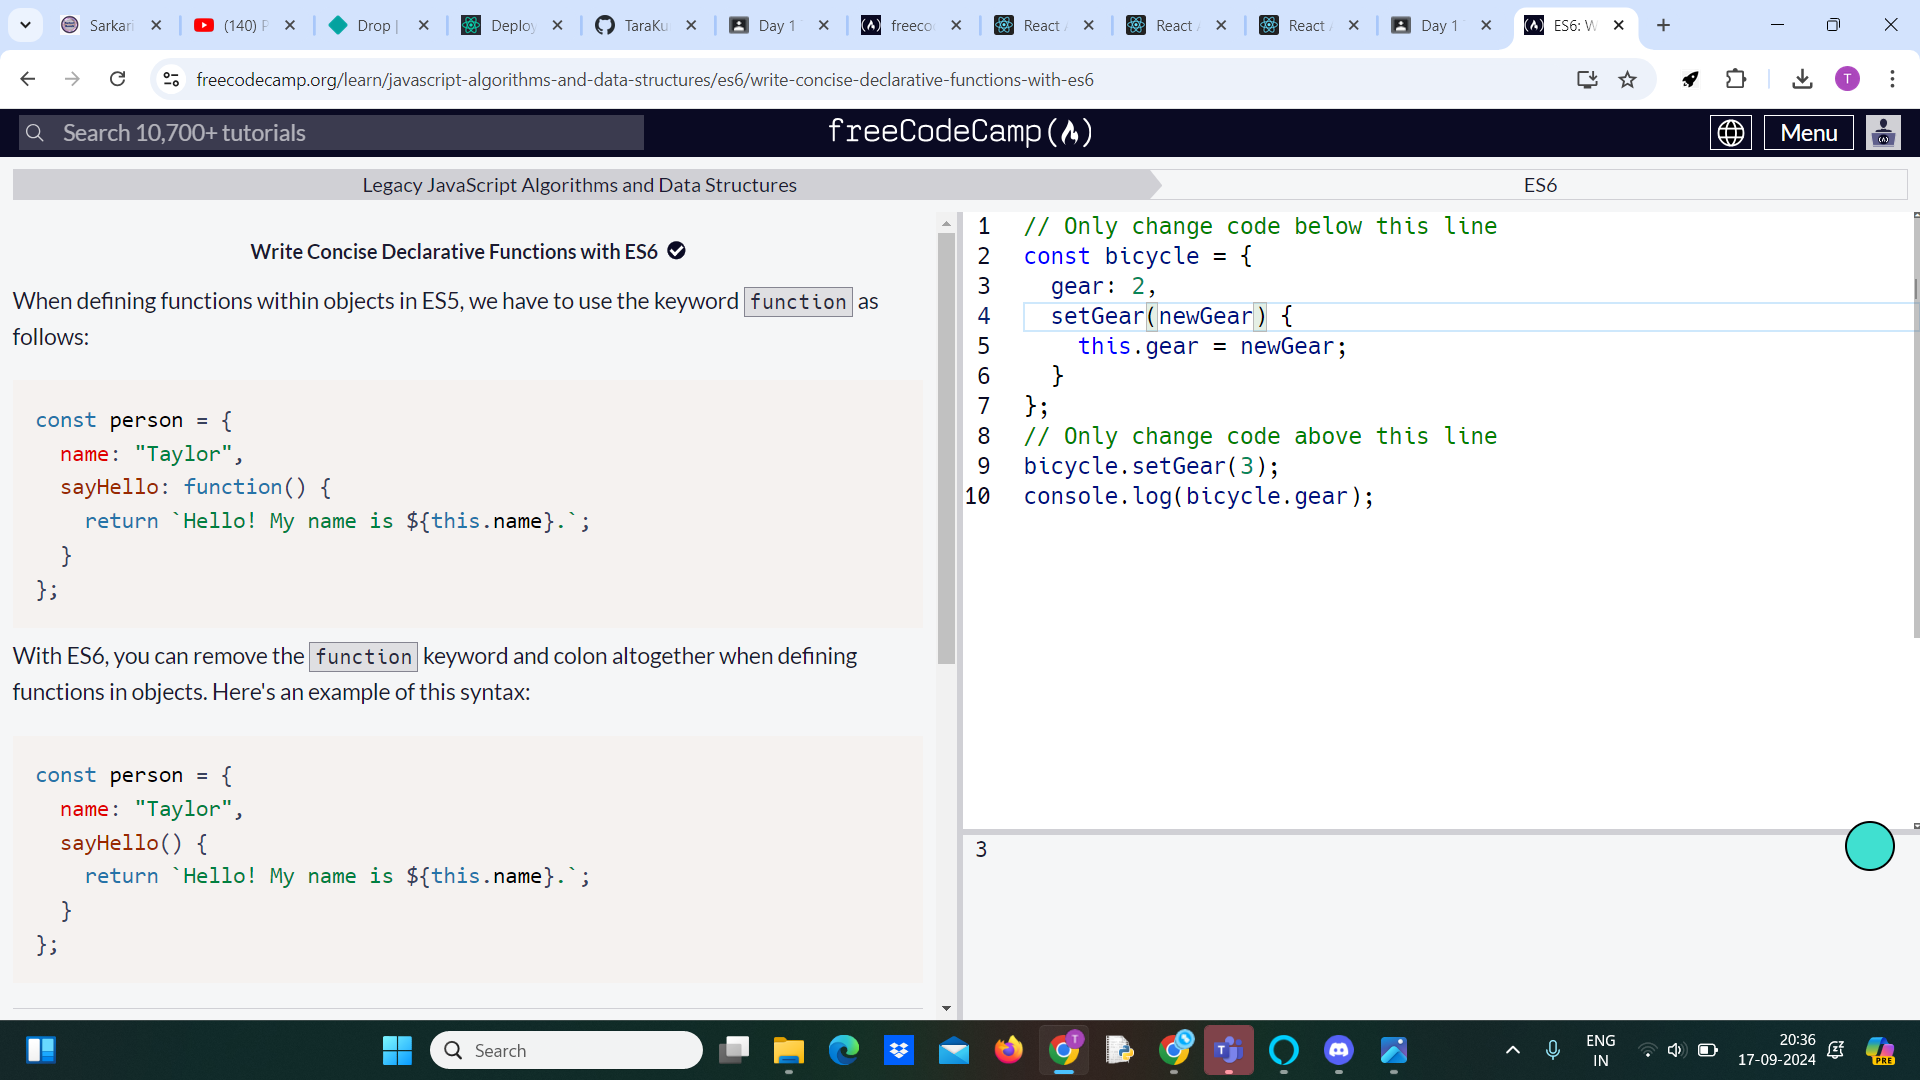 Sarkari
(140) P
Drop |
Deploy
TaraKu
Day 1
freeco
React
React
React
Day 1
ES6: W
freecodecamp.org/learn/javascript-algorithms-and-data-structures/es6/write-concise-declarative-functions-with-es6
T
Search 10,700+ tutorials
freeCodeCamp
Menu
Legacy JavaScript Algorithms and Data Structures
ES6
Write Concise Declarative Functions with ES6
When defining functions within objects in ES5, we have to use the keyword function as
follows:
const person = {
name: "Taylor",
sayHello: function() {
return `Hello! My name is ${this.name}.`;
}
};
With ES6, you can remove the function keyword and colon altogether when defining
functions in objects. Here's an example of this syntax:
const person = {
name: "Taylor",
sayHello() {
return `Hello! My name is ${this.name}.`;
}
};
1 // Only change code below this line
2 const bicycle = {
3 gear: 2,
4 setGear(newGear) {
5 this.gear = newGear;
6 }
7 };
8 // Only change code above this line
9 bicycle.setGear(3);
10 console.log(bicycle.gear);
3
Search
T
ENG
IN
20:36
17-09-2024
PRE